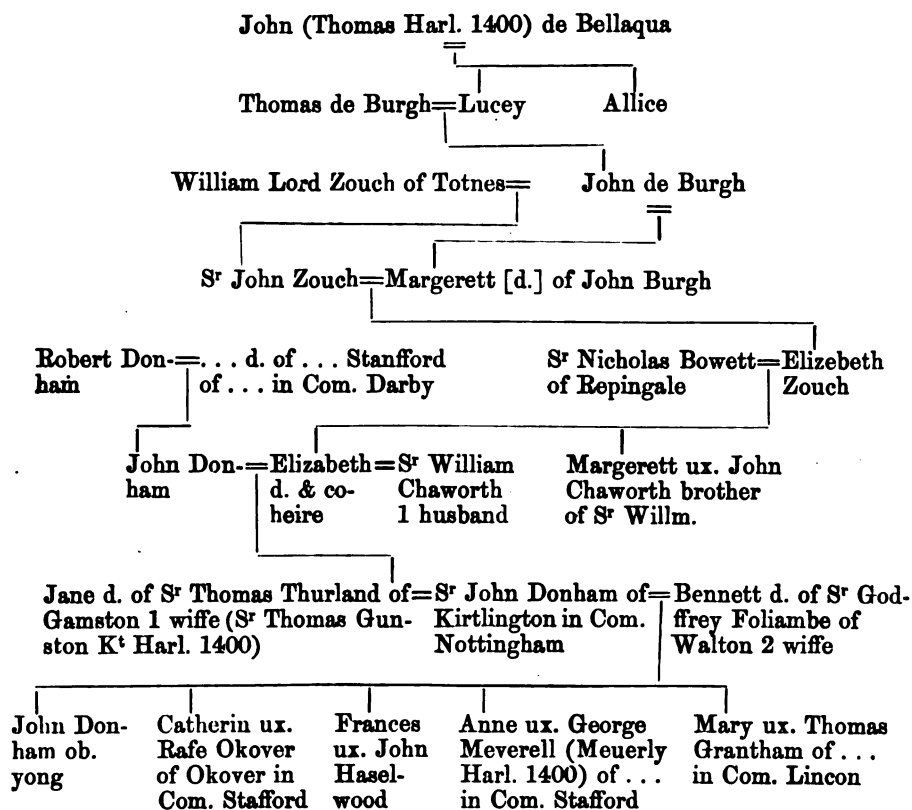 John (Thomas Harl. 1400) de Bellaqua
Thomas de Burgh=Lucey Allice
William Lord Zouch of Totnes= John de Burgh
Sʳ John Zouch=Margerett [d.] of John Burgh
Robert Don-=... d. of ... Stanfford
ham of ... in Com. Darby
Sʳ Nicholas Bowett=Elizebeth
of Repingale Zouch
John Don-=Elizabeth=Sʳ William
ham d. & co- Chaworth
heire 1 husband
Margerett ux. John
Chaworth brother
of Sʳ Willm.
Jane d. of Sʳ Thomas Thurland of=Sʳ John Donham of=Bennett d. of Sʳ God-
Gamston 1 wiffe (Sʳ Thomas Gun- Kirtlington in Com. ffrey Foliambe of
ston Kᵗ Harl. 1400) Nottingham Walton 2 wiffe
John Don-
ham ob.
yong
Catherin ux.
Rafe Okover
of Okover in
Com. Stafford
Frances
ux. John
Hasel-
wood
Anne ux. George
Meverell (Meuerly
Harl. 1400) of ...
in Com. Stafford
Mary ux. Thomas
Grantham of ...
in Com. Lincon